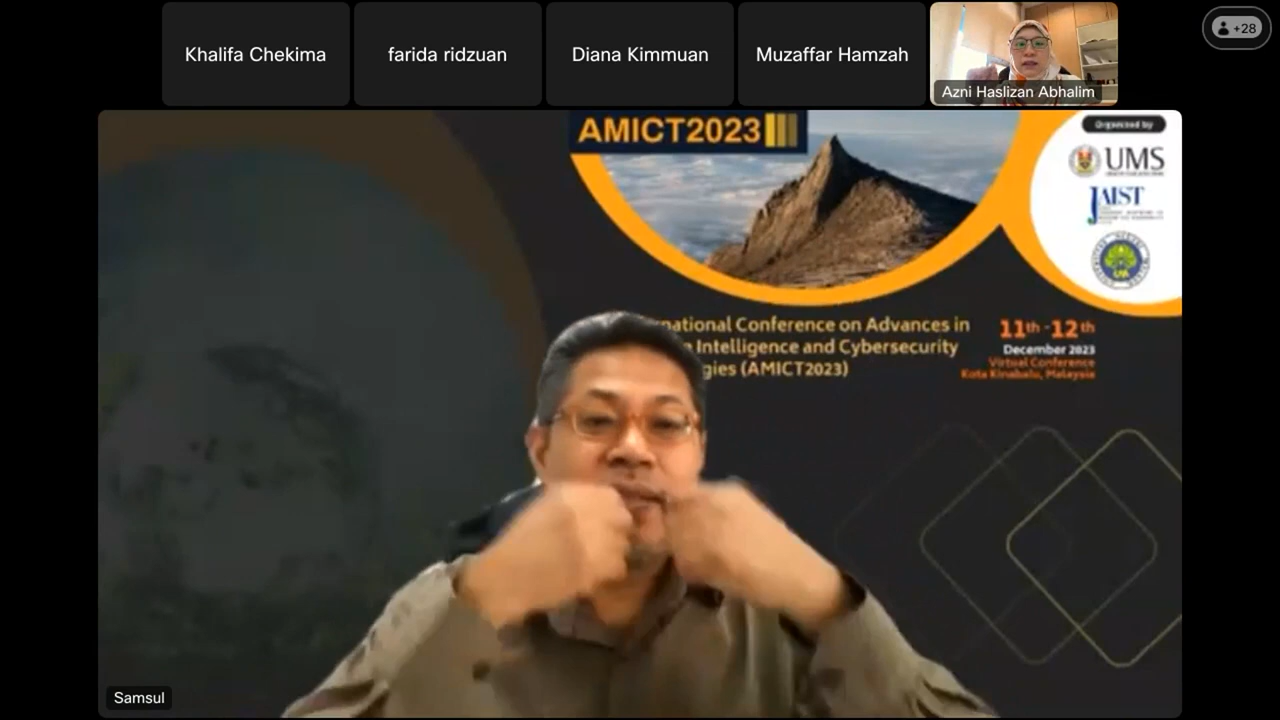 Khalifa Chekima
farida ridzuan
Diana Kimmuan
Muzaffar Hamzah
Azni Haslizan Abhalim
+28
AMICT2023
Organized by
UMS
JAIST
national Conference on Advances in
Intelligence and Cybersecurity
gies (AMICT2023)
11th - 12th
December 2023
Virtual Conference
Kota Kinabalu, Malaysia
Samsul